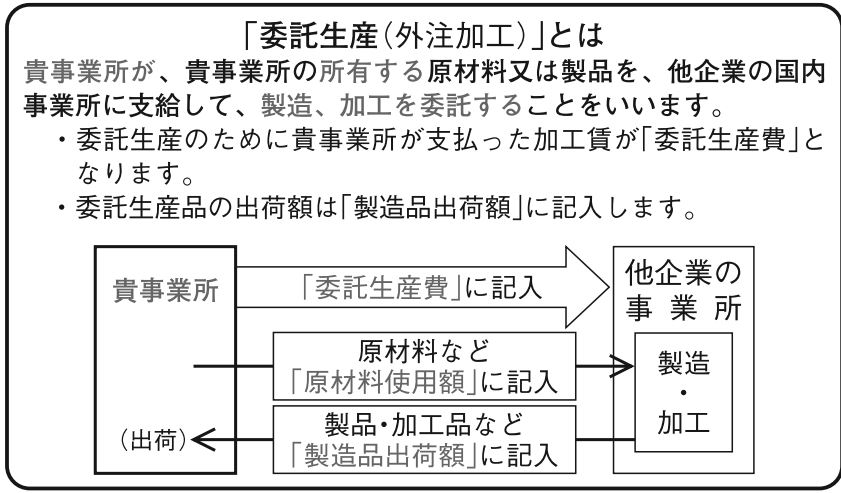 「委託生産（外注加工）」とは
貴事業所が、貴事業所の所有する原材料又は製品を、他企業の国内
事業所に支給して、製造、加工を委託することをいいます。
・委託生産のために貴事業所が支払った加工賃が「委託生産費」と
なります。
・委託生産品の出荷額は「製造品出荷額」に記入します。
貴事業所
「委託生産費」に記入
他企業の
事業所
原材料など
「原材料使用額」に記入
製造
・
加工
（出荷）
製品・加工品など
「製造品出荷額」に記入